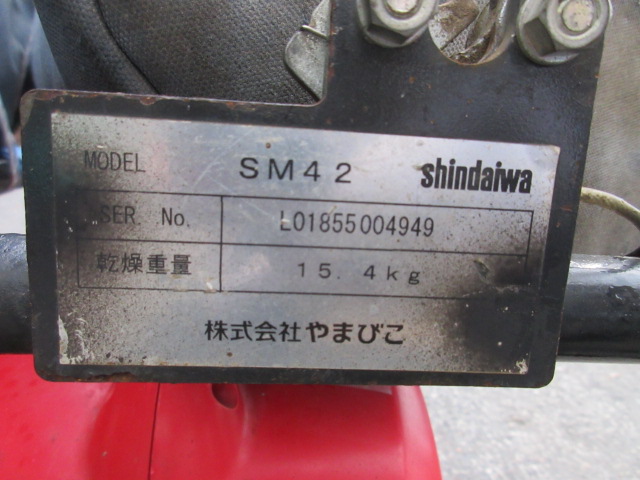 MODEL SM42 shindaiwa
SER. No. L01855004949
乾燥重量 15.4kg
株式会社やまびこ